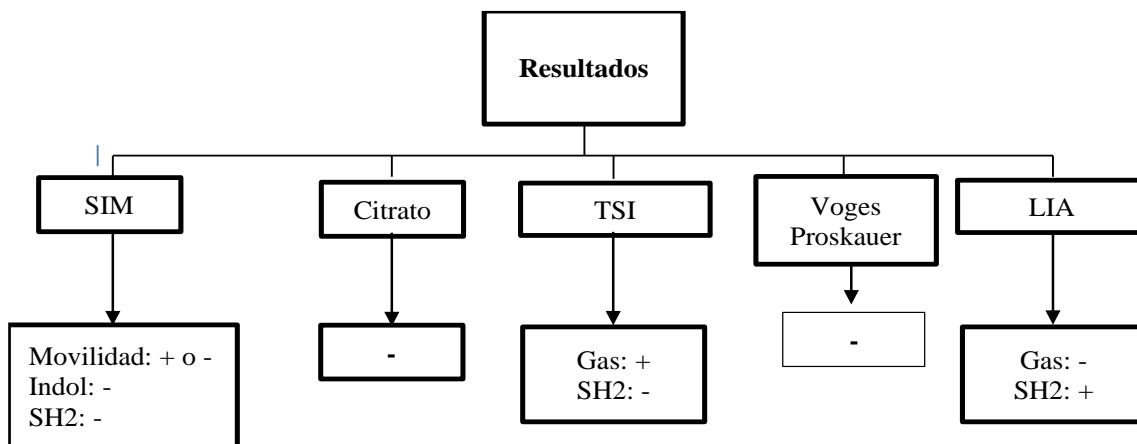 Resultados
SIM
Citrato
TSI
Voges
Proskauer
LIA
Movilidad: + o -
Indol: -
SH2: -
-
Gas: +
SH2: -
-
Gas: -
SH2: +